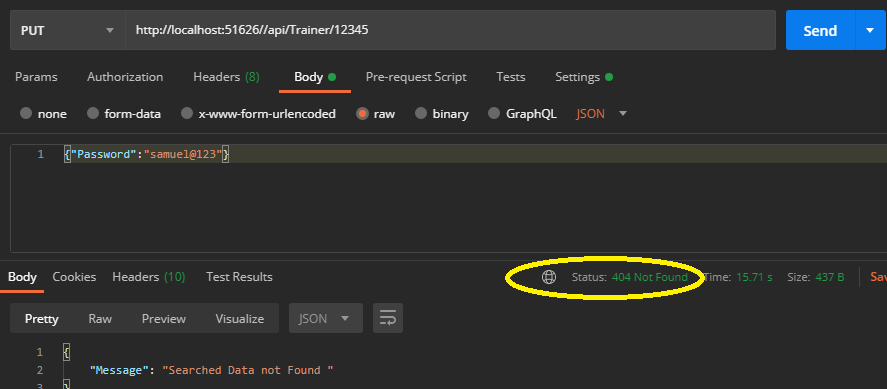 PUT http://localhost:51626//api/Trainer/12345 Send
Params Authorization Headers (8) Body Pre-request Script Tests Settings
none form-data x-www-form-urlencoded raw binary GraphQL JSON
1 {"Password":"samuel@123"}
Body Cookies Headers (10) Test Results Status: 404 Not Found Time: 15.71 s Size: 437 B Sav
Pretty Raw Preview Visualize JSON
1 {
2 "Message": "Searched Data not Found "
3 }